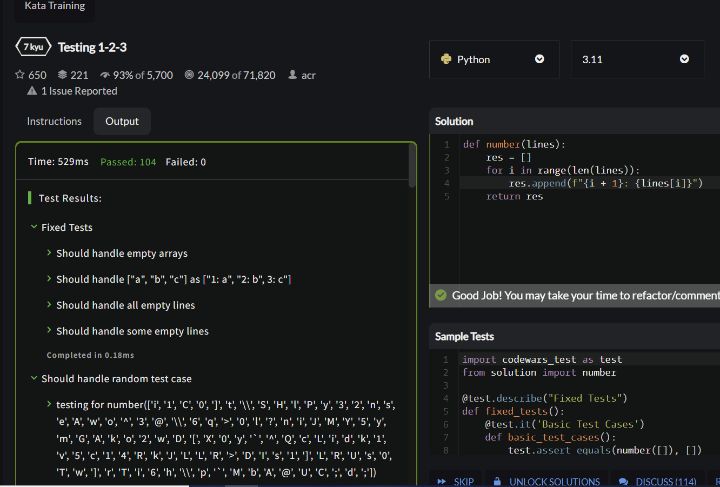 Kata Training
7 kyu Testing 1-2-3
650 221 93% of 5,700 24,099 of 71,820 acr
1 Issue Reported
Instructions Output
Time: 529ms Passed: 104 Failed: 0
Test Results:
Fixed Tests
Should handle empty arrays
Should handle ["a", "b", "c"] as ["1: a", "2: b", 3: c"]
Should handle all empty lines
Should handle some empty lines
Completed in 0.18ms
Should handle random test case
testing for number(['i', '1', 'C', '0', ']', 't', '\\', 'S', 'H', 'l', 'P', 'y', '3', '2', 'n', 's',
'e', 'A', 'w', 'o', '^', '3', '@', '\\', '6', 'q', '>', '0', 'l', '?', 'n', 'i', 'J', 'M', 'Y', '5', 'y',
'm', 'G', 'A', 'k', 'o', '2', 'w', 'D', '[', 'X', '0', 'y', '`', 'A', 'Q', 'c', 'L', 'i', 'd', 'k', '1',
'v', '5', 'c', '1', '4', 'R', 'k', 'J', 'L', 'L', 'R', '>', 'D', 'I', 's', '1', ']', 'L', 'R', 'U', 's', '0',
'T', 'w', ']', 'r', 'T', 'i', '6', 'h', '\\', 'p', '`', 'M', 'b', 'A', '@', 'U', 'C', ';', 'd', ';'])
Python 3.11
Solution
1 def number(lines):
2 res = []
3 for i in range(len(lines)):
4 res.append(f"{i + 1}: {lines[i]}")
5 return res
Good Job! You may take your time to refactor/comment
Sample Tests
1 import codewars_test as test
2 from solution import number
3
4 @test.describe("Fixed Tests")
5 def fixed_tests():
6 @test.it('Basic Test Cases')
7 def basic_test_cases():
8 test.assert_equals(number([]), [])
SKIP UNLOCK SOLUTIONS DISCUSS (114)